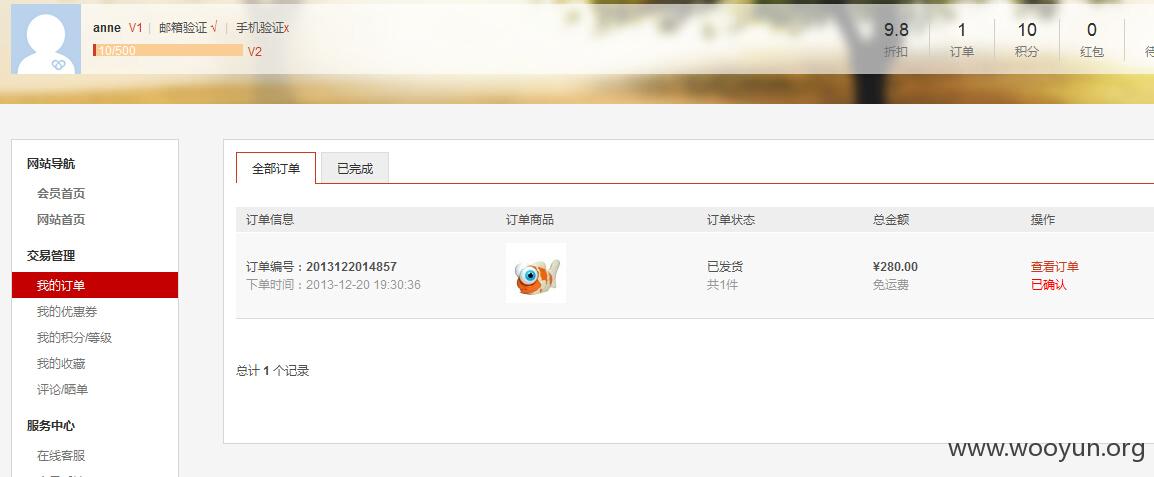 anne V1 | 邮箱验证 √ | 手机验证x
10/500 V2
9.8 1 10 0
折扣 订单 积分 红包 待
网站导航
会员首页
网站首页
交易管理
我的订单
我的优惠券
我的积分/等级
我的收藏
评论/晒单
服务中心
在线客服
全部订单 已完成
订单信息 订单商品 订单状态 总金额 操作
订单编号：2013122014857 已发货 ¥280.00 查看订单
下单时间：2013-12-20 19:30:36 共1件 免运费 已确认
总计 1 个记录
www.wooyun.org